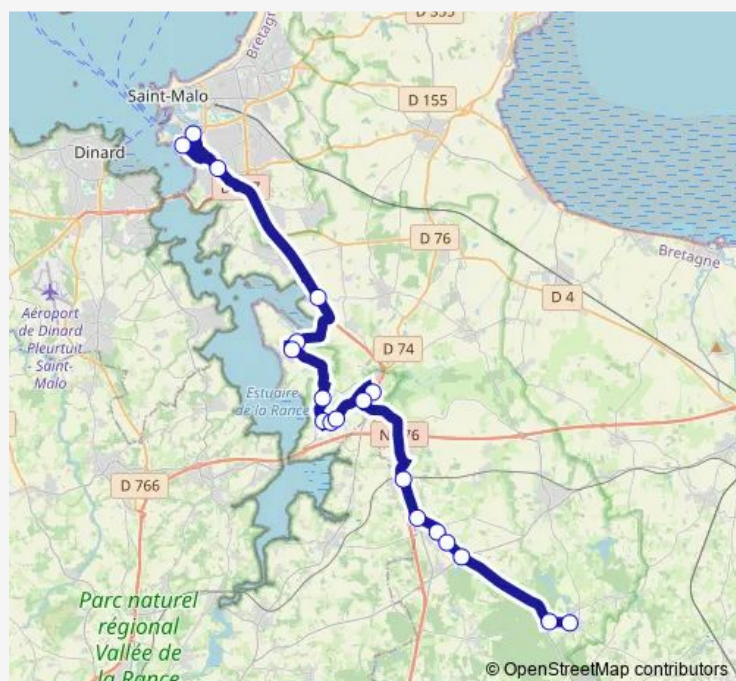 D 355
Bretagne
Saint-Malo
D 155
Dinard
D 76
Bretagne
D 4
Aéroport
de Dinard
- Pleurtuit -
Saint-
Malo
D 74
Estuaire
de la Rance
D 766
Parc naturel
régional
Vallée de
la Rance
© OpenStreetMap contributors